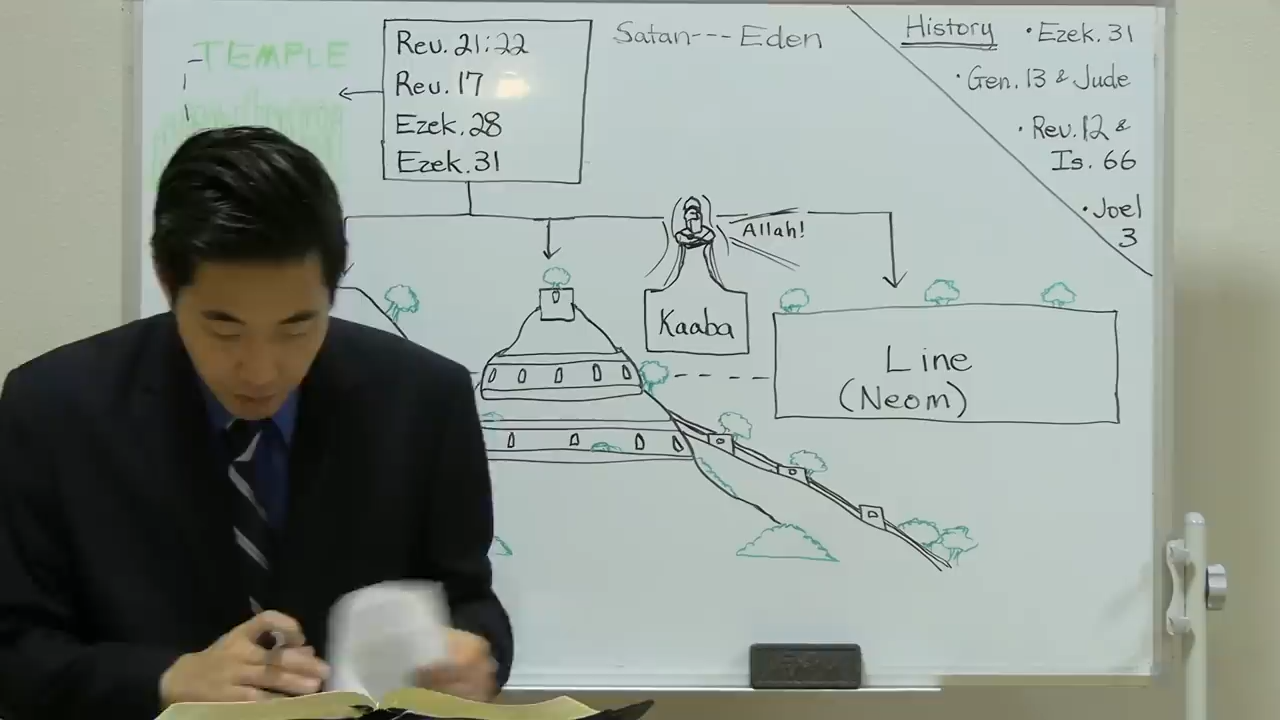 TEMPLE
Rev. 21:22
Rev. 17
Ezek. 28
Ezek. 31
Satan---Eden
History
• Ezek. 31
• Gen. 13 & Jude
• Rev. 12 &
Is. 66
• Joel
3
Allah!
Kaaba
Line
(Neom)